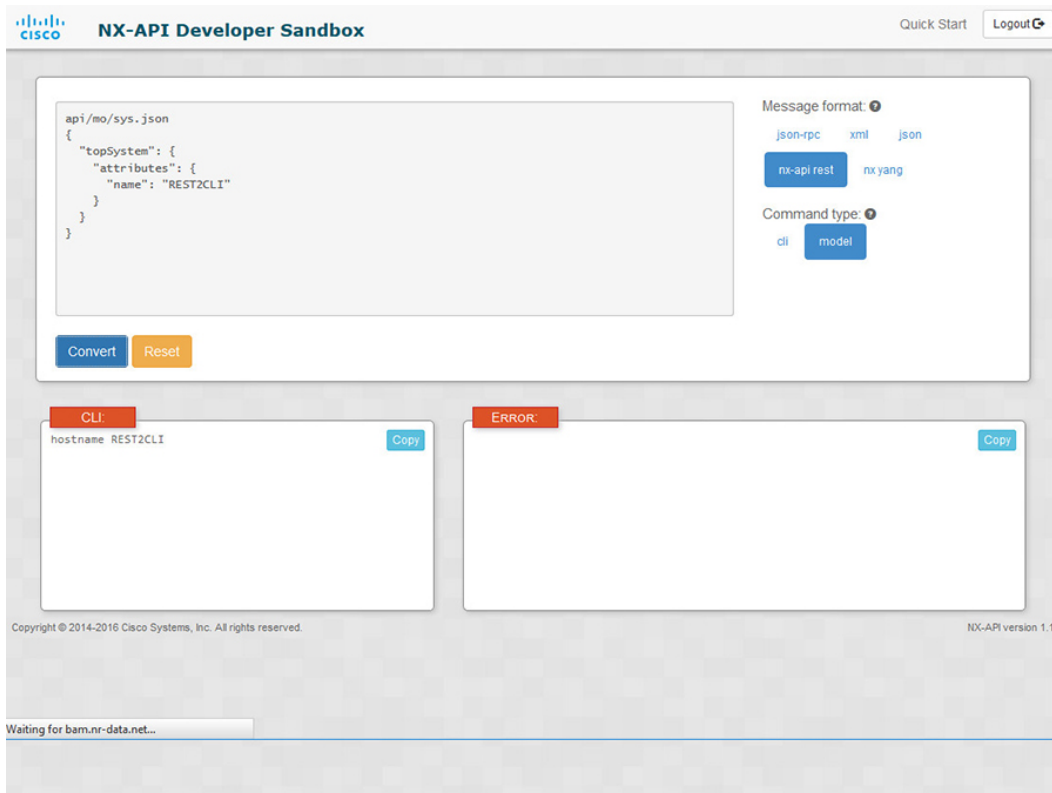 cisco
NX-API Developer Sandbox
Quick Start
Logout
api/mo/sys.json
{
  "topSystem": {
    "attributes": {
      "name": "REST2CLI"
    }
  }
}
Message format: ?
json-rpc xml json
nx-api rest nx yang
Command type: ?
cli model
Convert Reset
CLI:
Copy
hostname REST2CLI
ERROR:
Copy
Copyright © 2014-2016 Cisco Systems, Inc. All rights reserved.
NX-API version 1.1
Waiting for bam.nr-data.net...